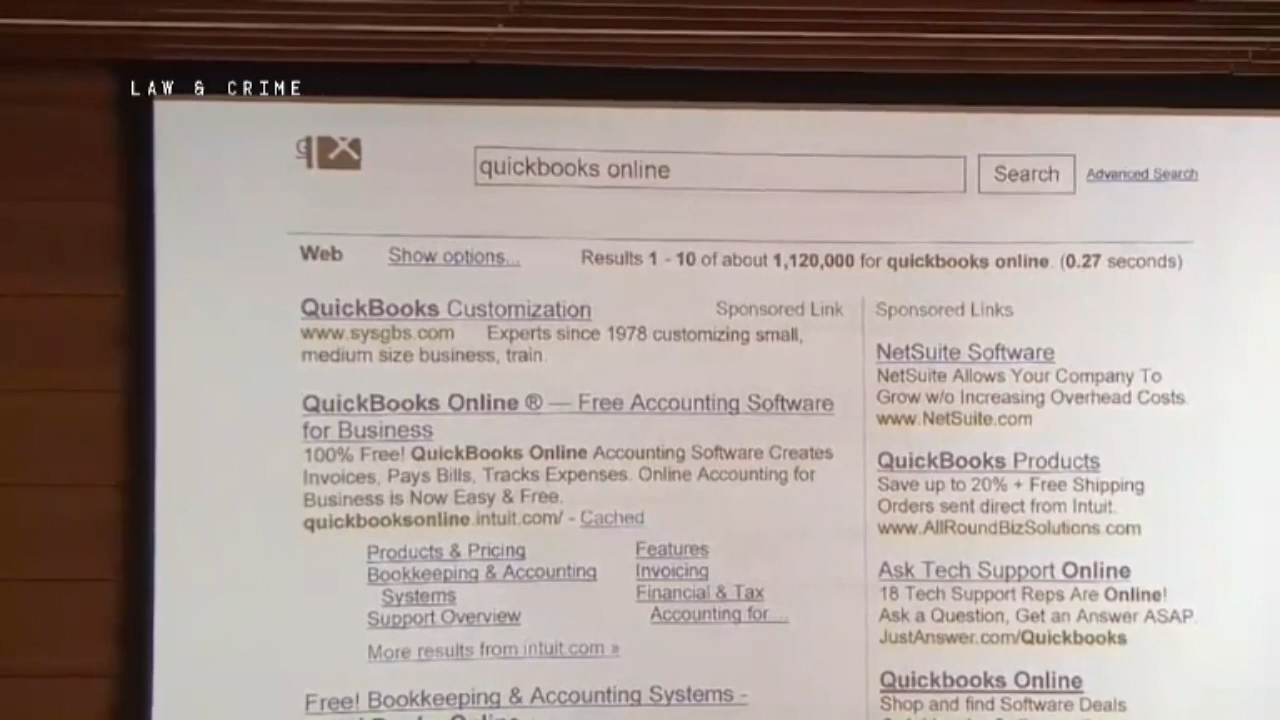 LAW & CRIME
quickbooks online
Search
Advanced Search
Web
Show options...
Results 1 - 10 of about 1,120,000 for quickbooks online. (0.27 seconds)
QuickBooks Customization
Sponsored Link
www.sysgbs.com Experts since 1978 customizing small,
medium size business, train
QuickBooks Online ® — Free Accounting Software
for Business
100% Free! QuickBooks Online Accounting Software Creates
Invoices, Pays Bills, Tracks Expenses. Online Accounting for
Business is Now Easy & Free.
quickbooksonline.intuit.com/ - Cached
Products & Pricing
Bookkeeping & Accounting
Systems
Support Overview
Features
Invoicing
Financial & Tax
Accounting for ...
More results from intuit.com »
Free! Bookkeeping & Accounting Systems -
Sponsored Links
NetSuite Software
NetSuite Allows Your Company To
Grow w/o Increasing Overhead Costs.
www.NetSuite.com
QuickBooks Products
Save up to 20% + Free Shipping
Orders sent direct from Intuit.
www.AllRoundBizSolutions.com
Ask Tech Support Online
18 Tech Support Reps Are Online!
Ask a Question, Get an Answer ASAP.
JustAnswer.com/Quickbooks
Quickbooks Online
Shop and find Software Deals